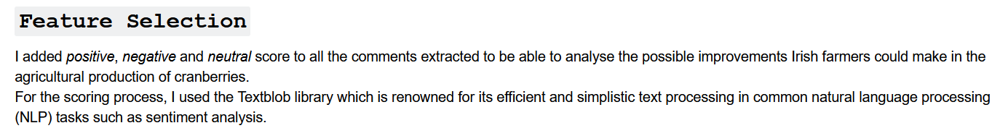 Feature Selection
I added positive, negative and neutral score to all the comments extracted to be able to analyse the possible improvements Irish farmers could make in the
agricultural production of cranberries.
For the scoring process, I used the Textblob library which is renowned for its efficient and simplistic text processing in common natural language processing
(NLP) tasks such as sentiment analysis.